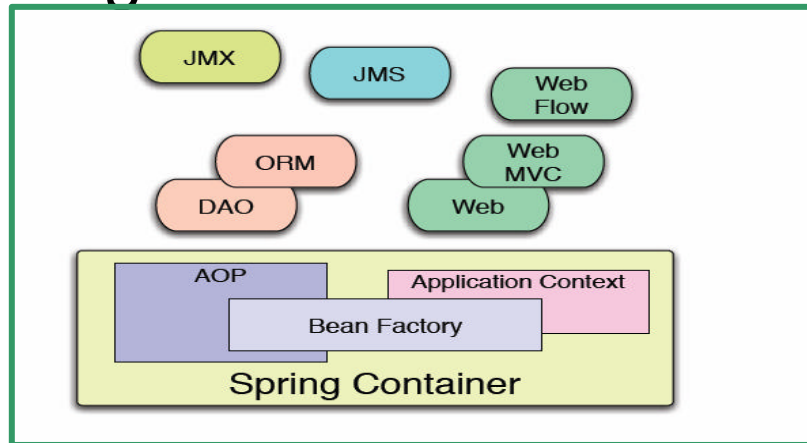 JMX
JMS
Web
Flow
ORM
Web
MVC
DAO
Web
AOP
Application Context
Bean Factory
Spring Container